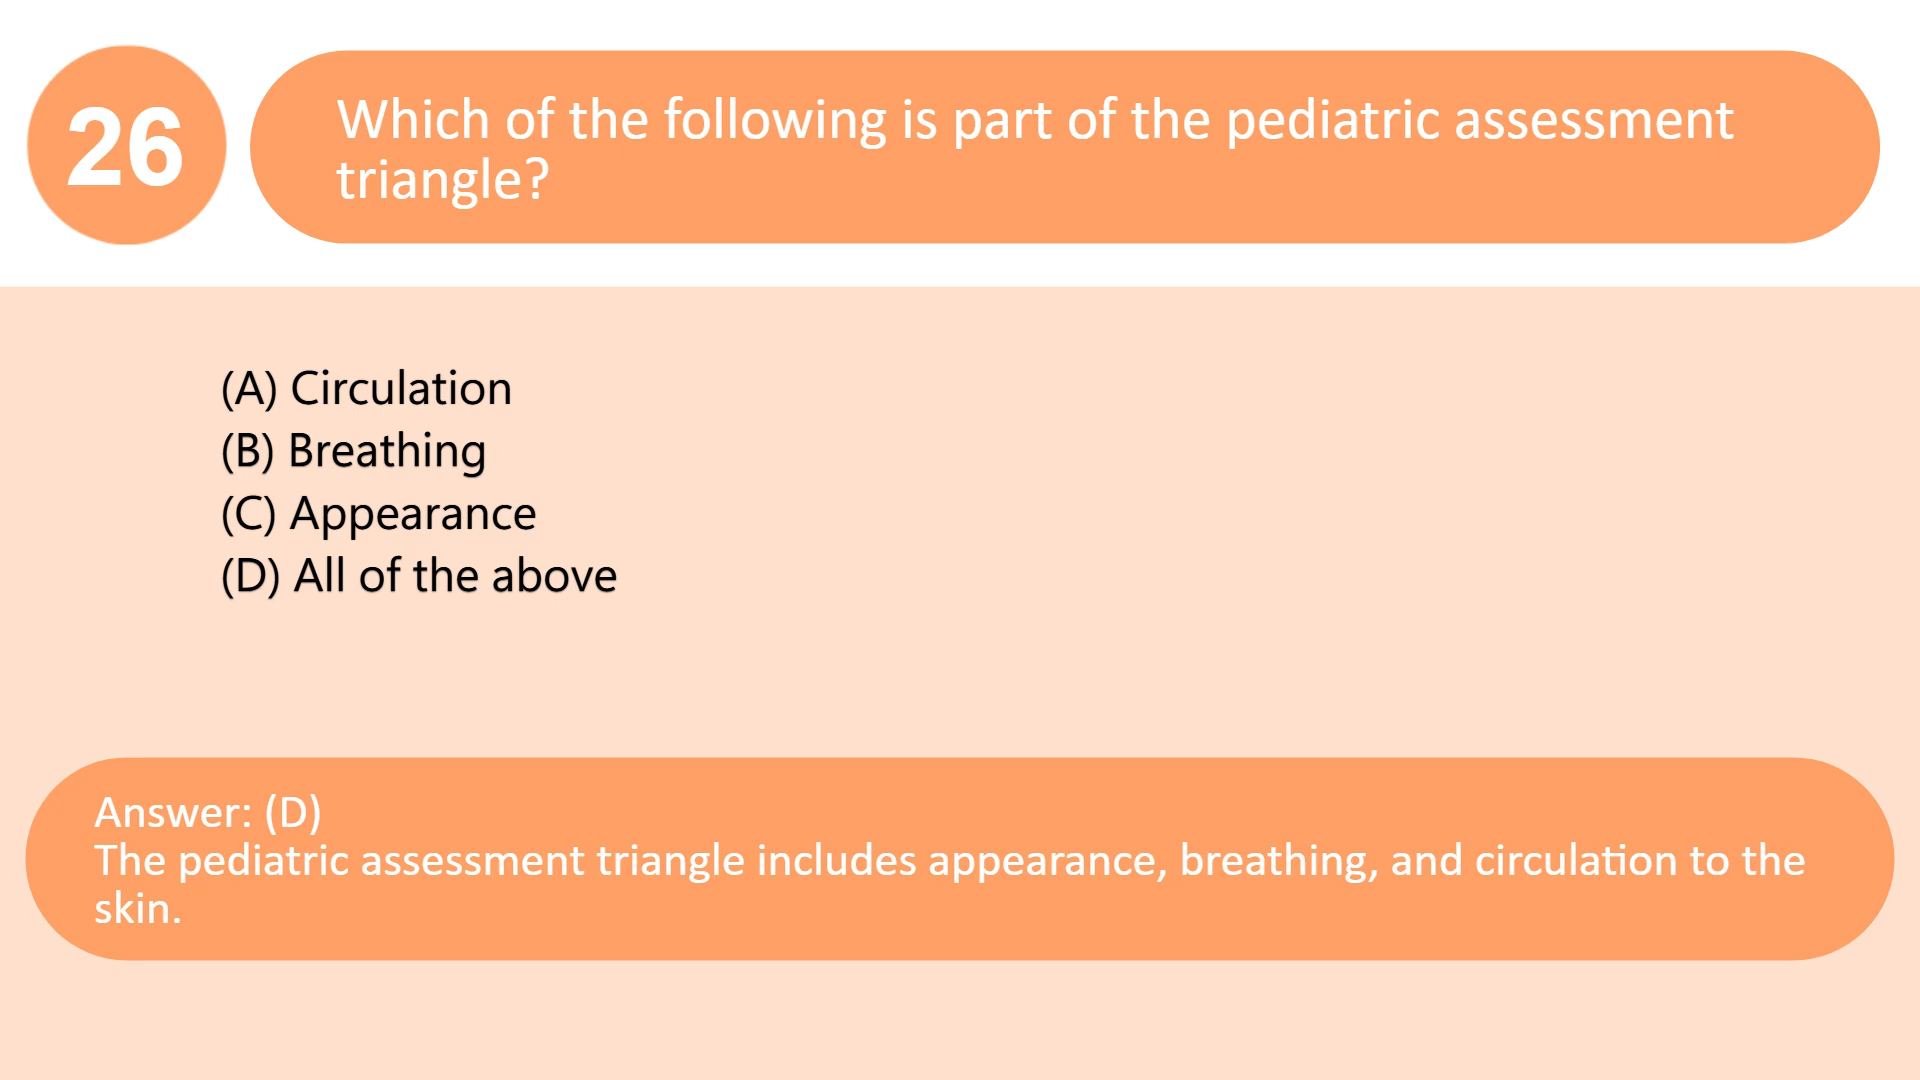 26
Which of the following is part of the pediatric assessment
triangle?
(A) Circulation
(B) Breathing
(C) Appearance
(D) All of the above
Answer: (D)
The pediatric assessment triangle includes appearance, breathing, and circulation to the
skin.